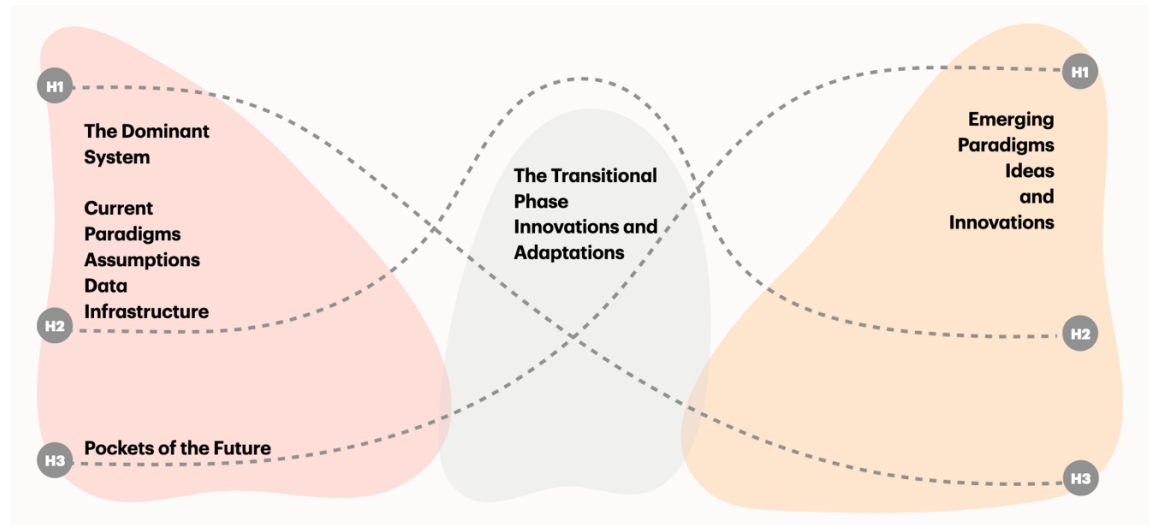 H1
The Dominant
System
Current
Paradigms
Assumptions
Data
Infrastructure
H2
Pockets of the Future
H3
The Transitional
Phase
Innovations and
Adaptations
H1
Emerging
Paradigms
Ideas
and
Innovations
H2
H3